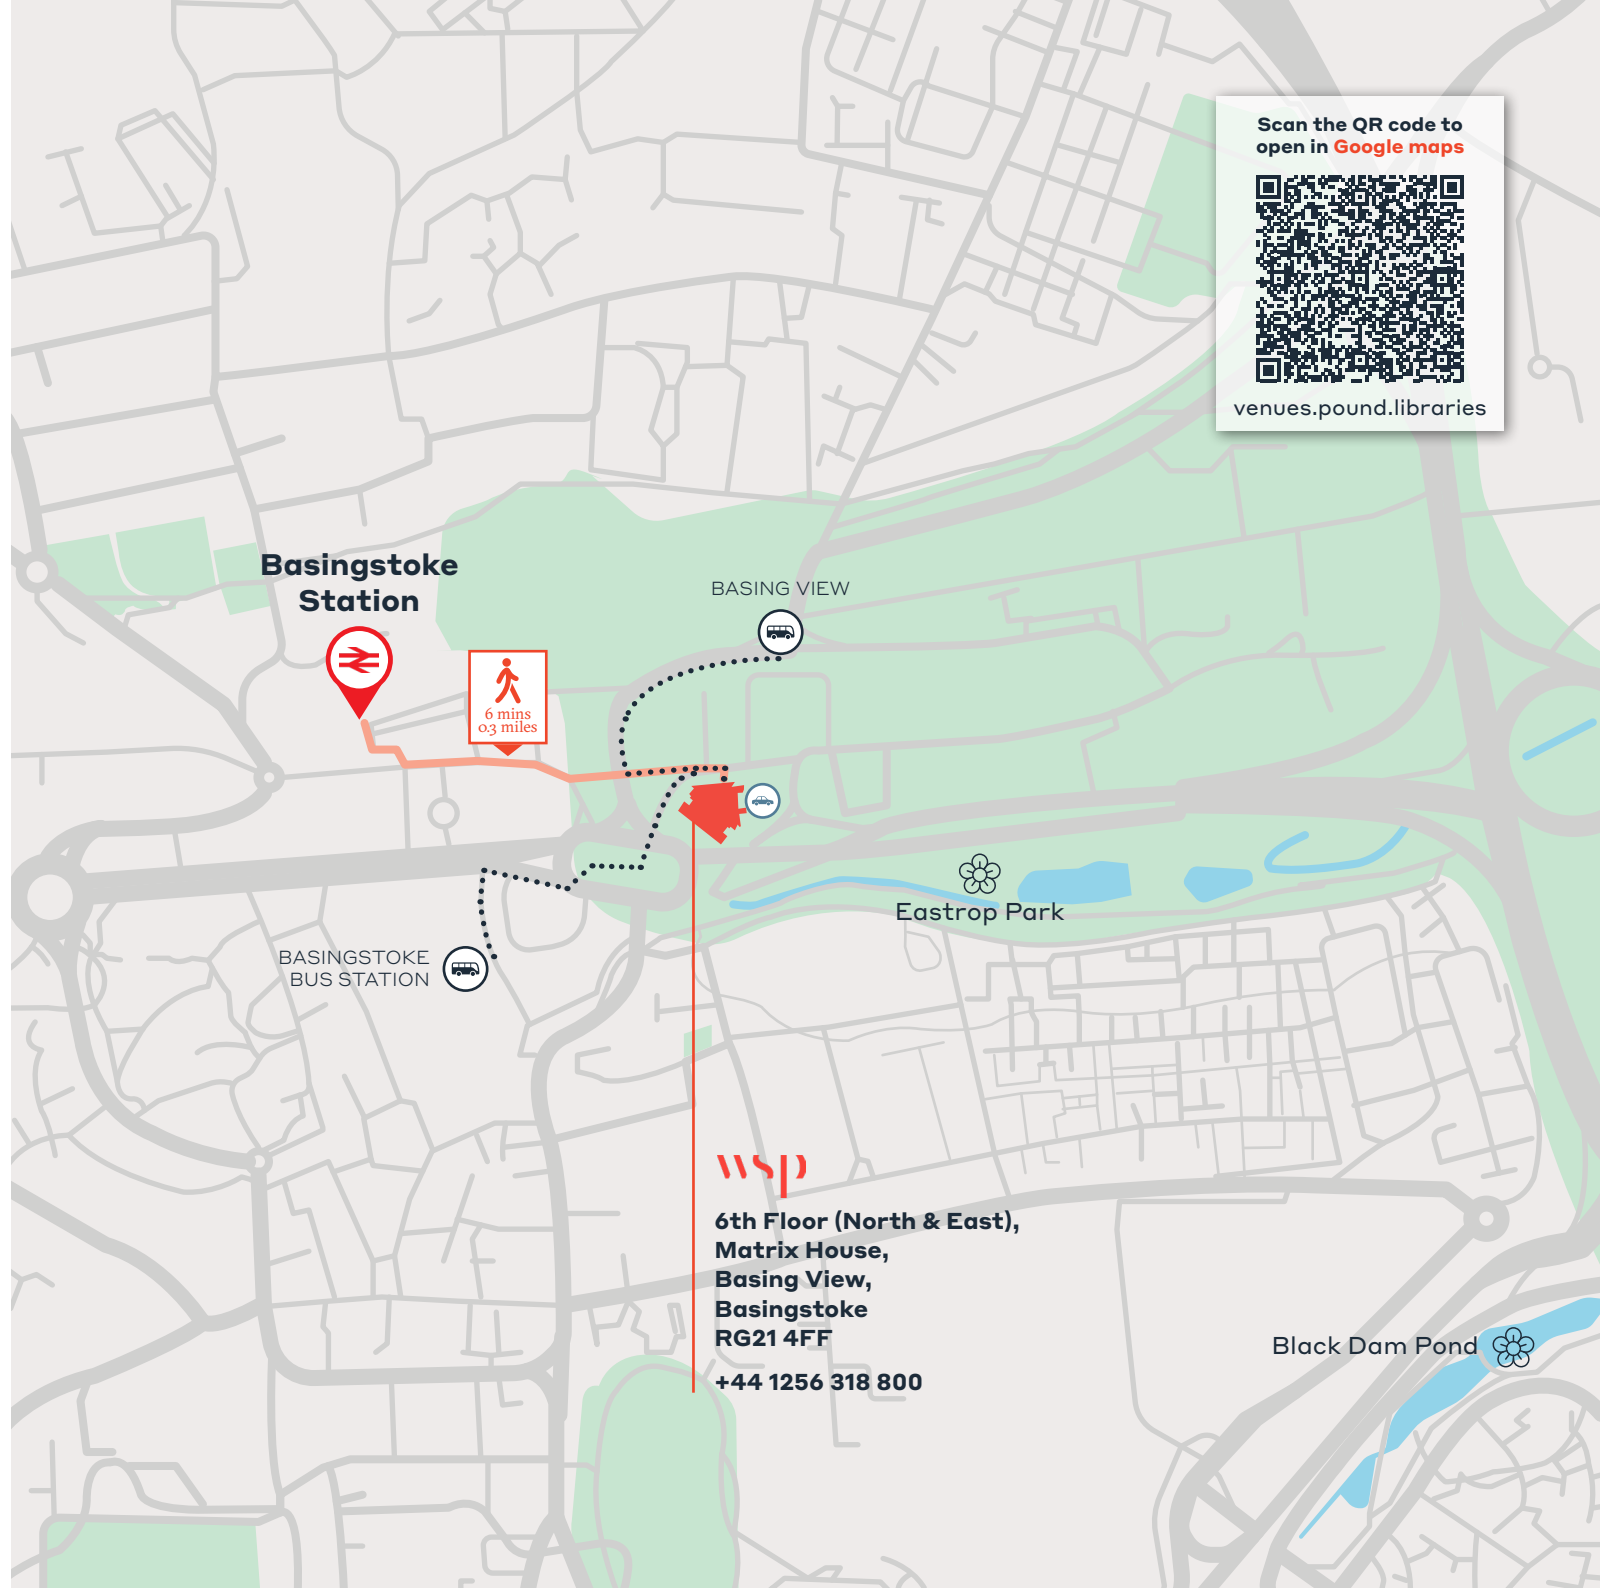 Scan the QR code to
open in Google maps
venues.pound.libraries
Basingstoke
Station
BASING VIEW
6 mins
0.3 miles
Eastrop Park
BASINGSTOKE
BUS STATION
wsp
6th Floor (North & East),
Matrix House,
Basing View,
Basingstoke
RG21 4FF
+44 1256 318 800
Black Dam Pond